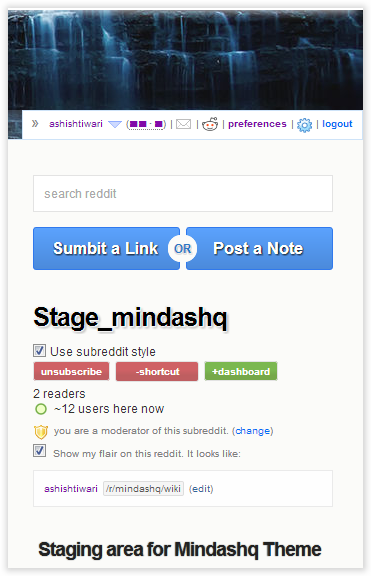 » ashishtiwari (■■ · ■) | | | preferences | | logout
search reddit
Sumbit a Link OR Post a Note
Stage_mindashq
Use subreddit style
unsubscribe -shortcut +dashboard
2 readers
~12 users here now
you are a moderator of this subreddit. (change)
Show my flair on this reddit. It looks like:
ashishtiwari /r/mindashq/wiki (edit)
Staging area for Mindashq Theme